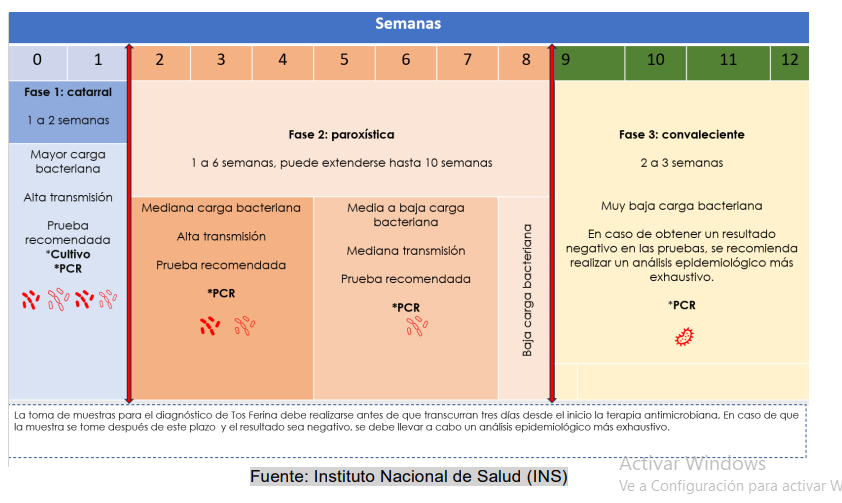 Semanas
0 1 2 3 4 5 6 7 8 9 10 11 12
Fase 1: catarral
1 a 2 semanas
Mayor carga
bacteriana
Alta transmisión
Prueba
recomendada
*Cultivo
*PCR
Fase 2: paroxística
1 a 6 semanas, puede extenderse hasta 10 semanas
Mediana carga bacteriana
Alta transmisión
Prueba recomendada
*PCR
Media a baja carga
bacteriana
Mediana transmisión
Prueba recomendada
*PCR
Baja carga bacteriana
Fase 3: convaleciente
2 a 3 semanas
Muy baja carga bacteriana
En caso de obtener un resultado
negativo en las pruebas, se recomienda
realizar un análisis epidemiológico más
exhaustivo.
*PCR
La toma de muestras para el diagnóstico de Tos Ferina debe realizarse antes de que transcurran tres días desde el inicio la terapia antimicrobiana. En caso de que
la muestra se tome después de este plazo y el resultado sea negativo, se debe llevar a cabo un análisis epidemiológico más exhaustivo.
Fuente: Instituto Nacional de Salud (INS)
Activar Windows
Ve a Configuración para activar W